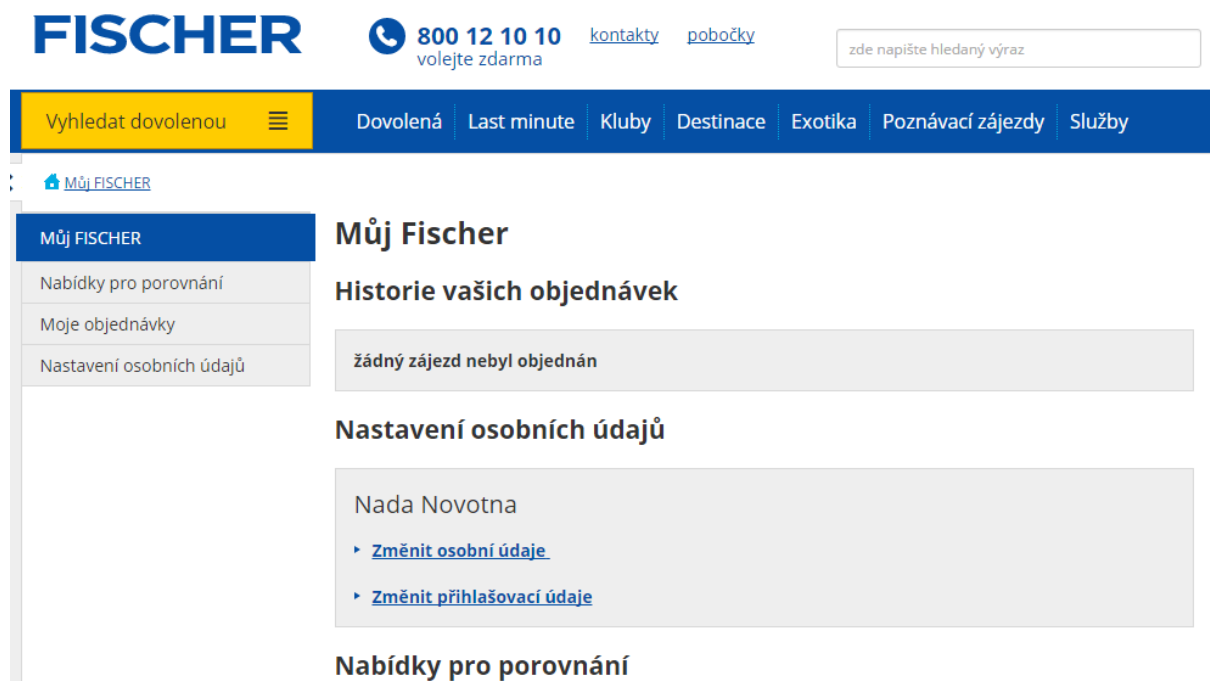 FISCHER
800 12 10 10
volejte zdarma
kontakty
pobočky
zde napište hledaný výraz
Vyhledat dovolenou
Dovolená Last minute Kluby Destinace Exotika Poznávací zájezdy Služby
Můj FISCHER
Můj FISCHER
Nabídky pro porovnání
Moje objednávky
Nastavení osobních údajů
Můj Fischer
Historie vašich objednávek
žádný zájezd nebyl objednán
Nastavení osobních údajů
Nada Novotna
Změnit osobní údaje
Změnit přihlašovací údaje
Nabídky pro porovnání